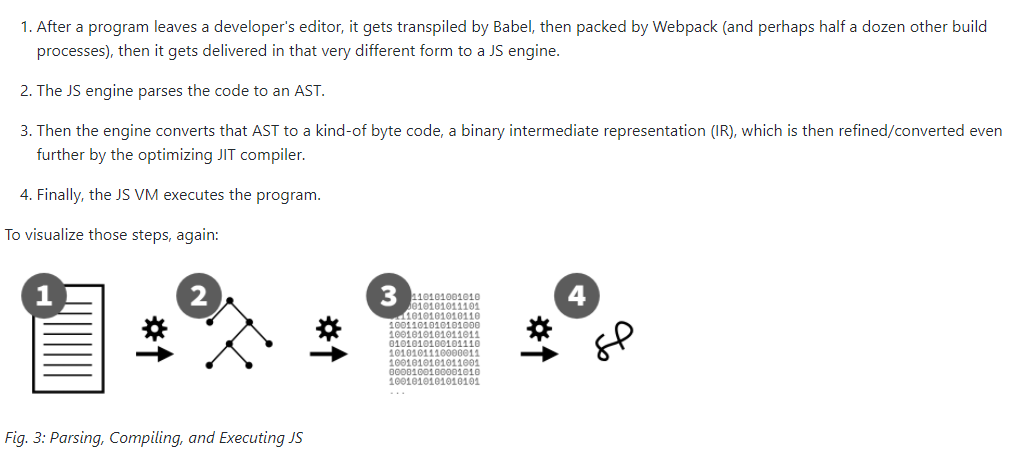 1. After a program leaves a developer's editor, it gets transpiled by Babel, then packed by Webpack (and perhaps half a dozen other build
processes), then it gets delivered in that very different form to a JS engine.
2. The JS engine parses the code to an AST.
3. Then the engine converts that AST to a kind-of byte code, a binary intermediate representation (IR), which is then refined/converted even
further by the optimizing JIT compiler.
4. Finally, the JS VM executes the program.
To visualize those steps, again:
1
2
3
4
110101001010
010101011101
11010101010110
1001101010101000
1001010101011011
0101010100101110
1010101110000011
1001010101011001
0000100100001010
1001010101010101
...
Fig. 3: Parsing, Compiling, and Executing JS